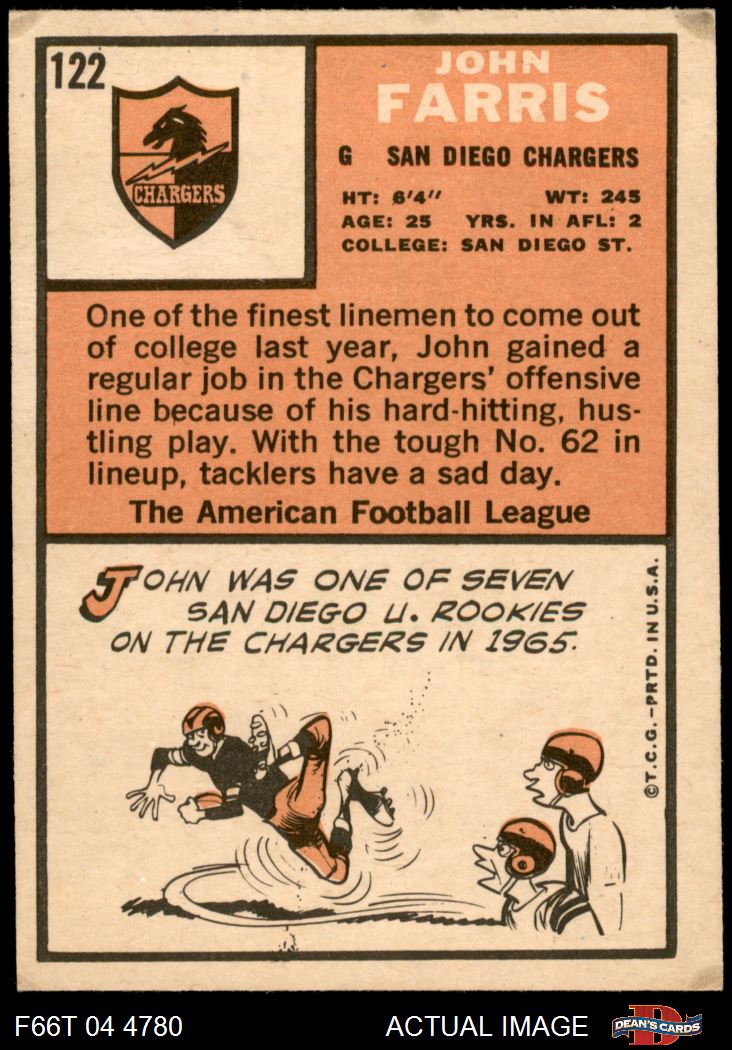 122
CHARGERS
JOHN
FARRIS
G SAN DIEGO CHARGERS
HT: 6'4" WT: 245
AGE: 25 YRS. IN AFL: 2
COLLEGE: SAN DIEGO ST.
One of the finest linemen to come out
of college last year, John gained a
regular job in the Chargers' offensive
line because of his hard-hitting, hus-
tling play. With the tough No. 62 in
lineup, tacklers have a sad day.
The American Football League
JOHN WAS ONE OF SEVEN
SAN DIEGO U. ROOKIES
ON THE CHARGERS IN 1965.
©T.C.G.-PRTD. IN U.S.A.
F66T 04 4780 ACTUAL IMAGE
D
DEAN'S CARDS